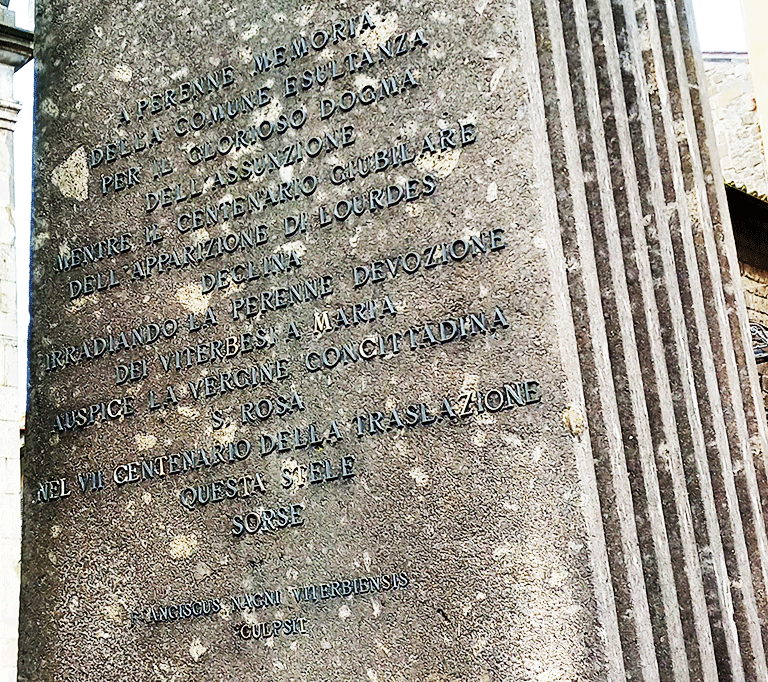 A PERENNE MEMORIA
DELLA COMUNE ESULTANZA
PER IL GLORIOSO DOGMA
DELL'ASSUNZIONE
MENTRE IL CENTENARIO GIUBILARE
DELL'APPARIZIONE DI LOURDES
DECLINA
IRRADIANDO LA PERENNE DEVOZIONE
DEI VITERBESI A MARIA
AUSPICE LA VERGINE CONCITTADINA
S. ROSA
NEL VII CENTENARIO DELLA TRASLAZIONE
QUESTA STELE
SORSE
FRANCISCUS NAGNI VITERBIENSIS
SCULPSIT